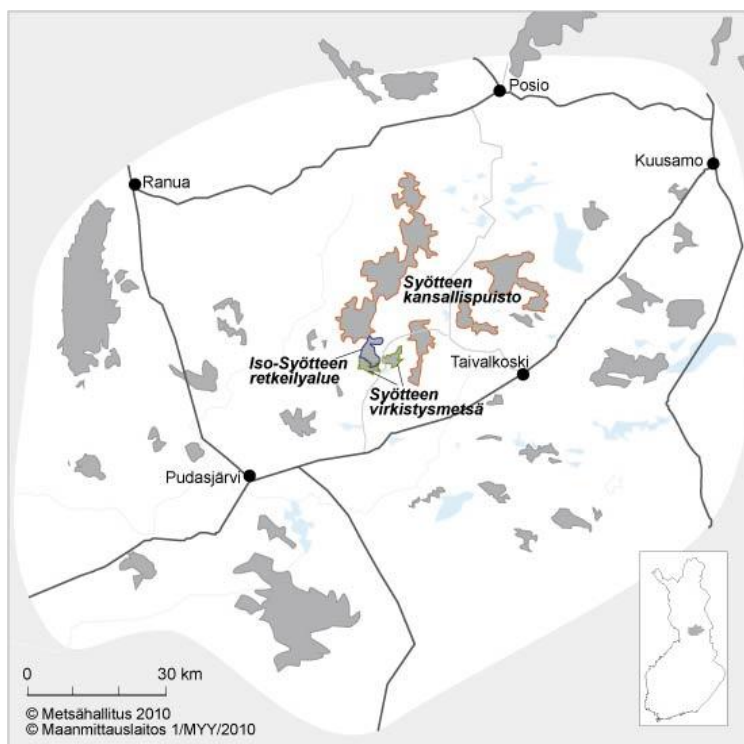 Posio
Kuusamo
Ranua
Syötteen
kansallispuisto
Iso-Syötteen
retkeilyalue
Taivalkoski
Syötteen
virkistysmetsä
Pudasjärvi
0 30 km
© Metsähallitus 2010
© Maanmittauslaitos 1/MYY/2010